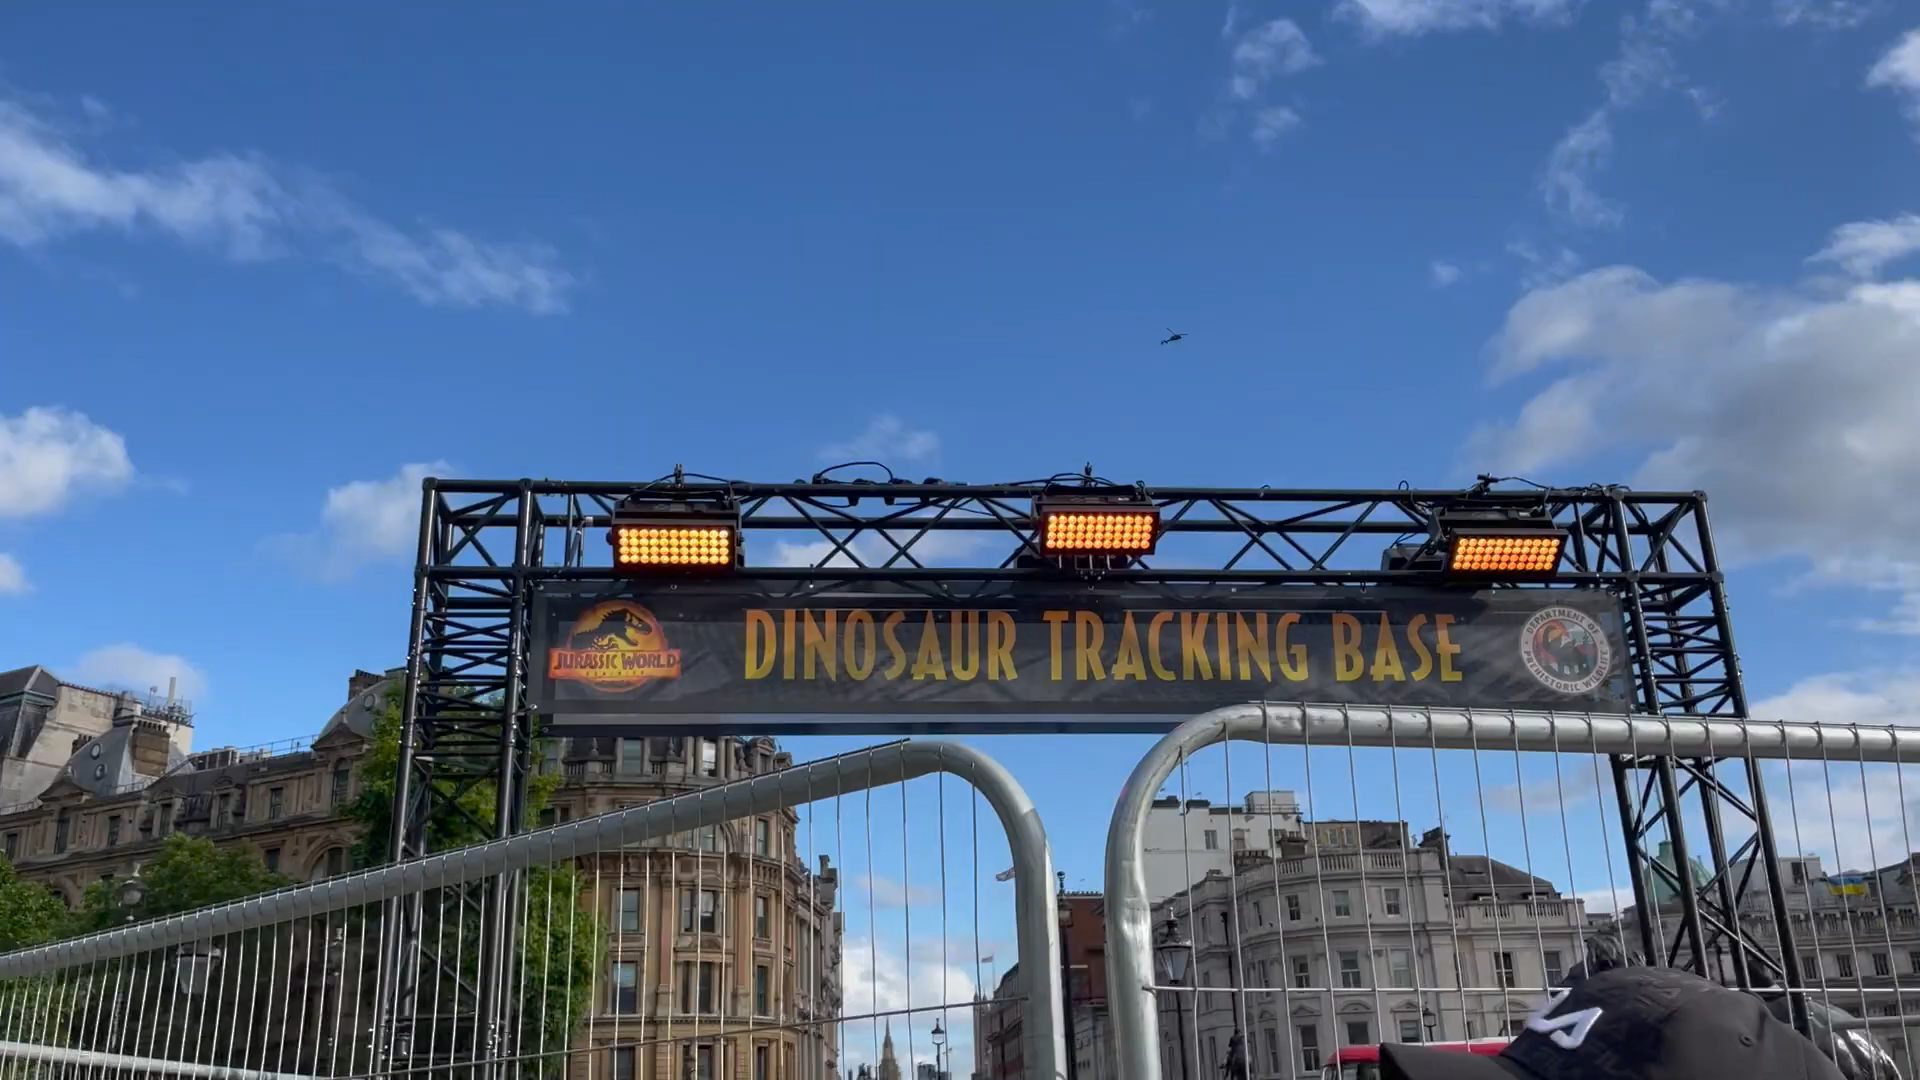 JURASSIC WORLD
DINOSAUR TRACKING BASE
DEPARTMENT OF
PREHISTORIC WILDLIFE